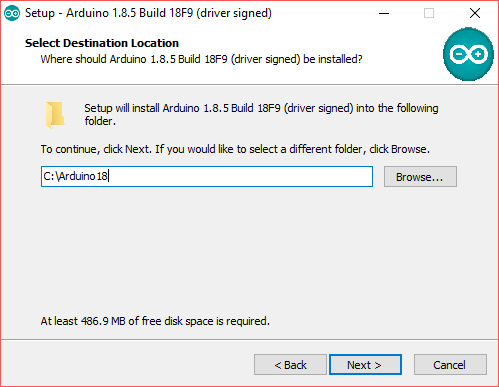 Setup - Arduino 1.8.5 Build 18F9 (driver signed)
Select Destination Location
Where should Arduino 1.8.5 Build 18F9 (driver signed) be installed?
Setup will install Arduino 1.8.5 Build 18F9 (driver signed) into the following
folder.
To continue, click Next. If you would like to select a different folder, click Browse.
C:\Arduino18
Browse...
At least 486.9 MB of free disk space is required.
< Back
Next >
Cancel